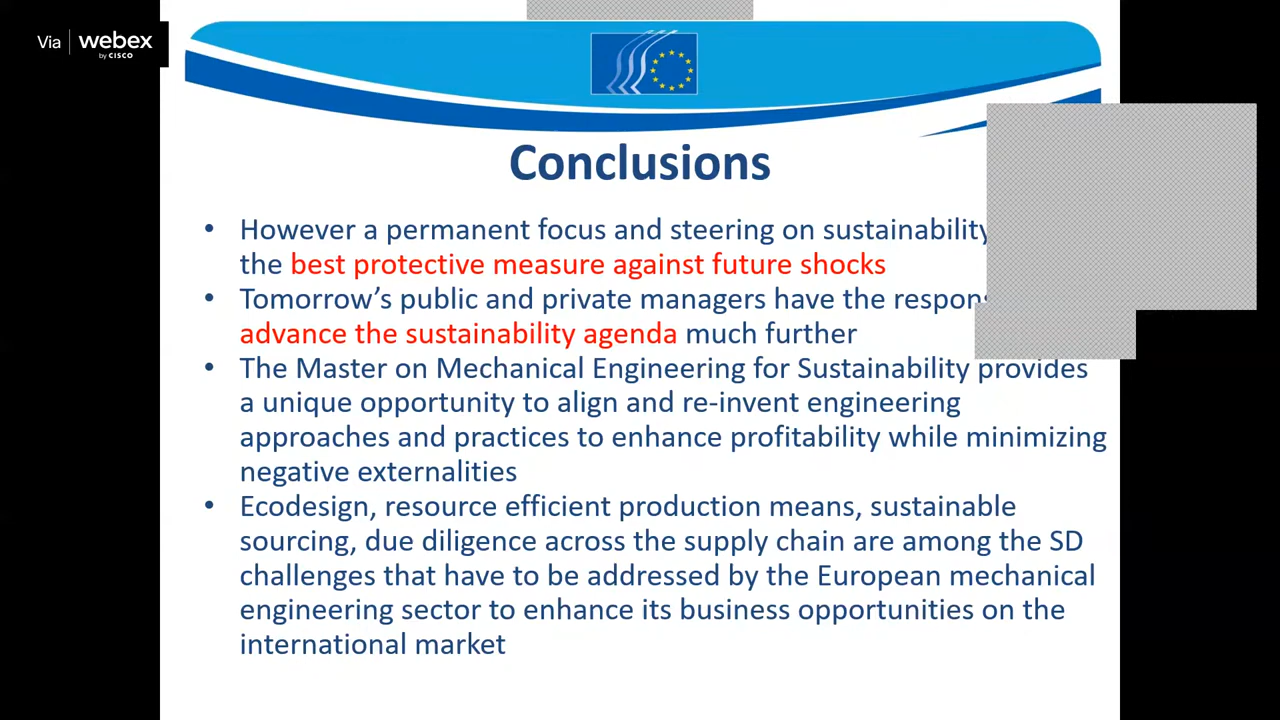 Via webex
by CISCO
Conclusions
• However a permanent focus and steering on sustainability
the best protective measure against future shocks
• Tomorrow’s public and private managers have the
advance the sustainability agenda much further
• The Master on Mechanical Engineering for Sustainability provides
a unique opportunity to align and re-invent engineering
approaches and practices to enhance profitability while minimizing
negative externalities
• Ecodesign, resource efficient production means, sustainable
sourcing, due diligence across the supply chain are among the SD
challenges that have to be addressed by the European mechanical
engineering sector to enhance its business opportunities on the
international market